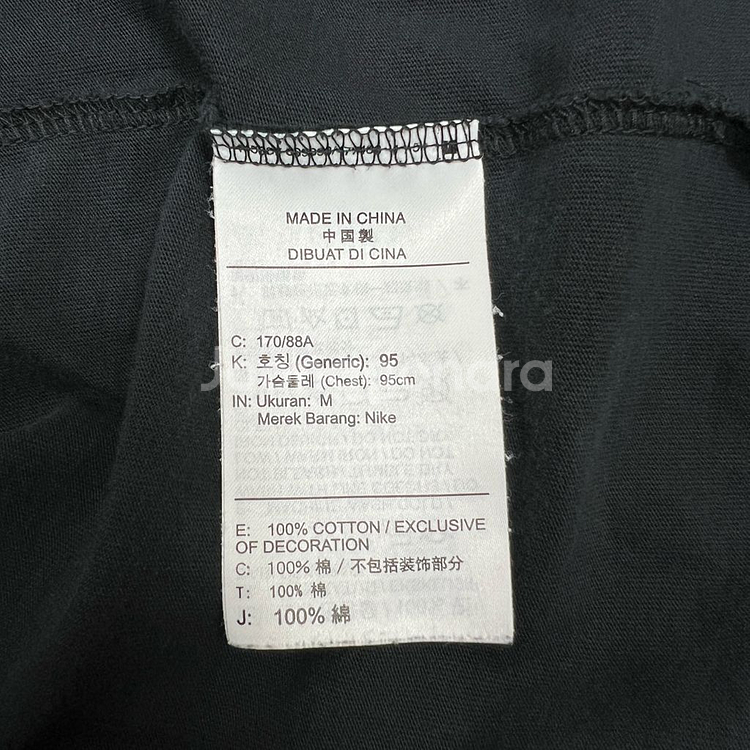 MADE IN CHINA
中国製
DIBUAT DI CINA
C: 170/88A
K: 호칭 (Generic): 95
가슴둘레 (Chest): 95cm
IN: Ukuran: M
Merek Barang: Nike
E: 100% COTTON / EXCLUSIVE
OF DECORATION
C: 100% 棉 / 不包括装饰部分
T: 100% 棉
J: 100% 綿